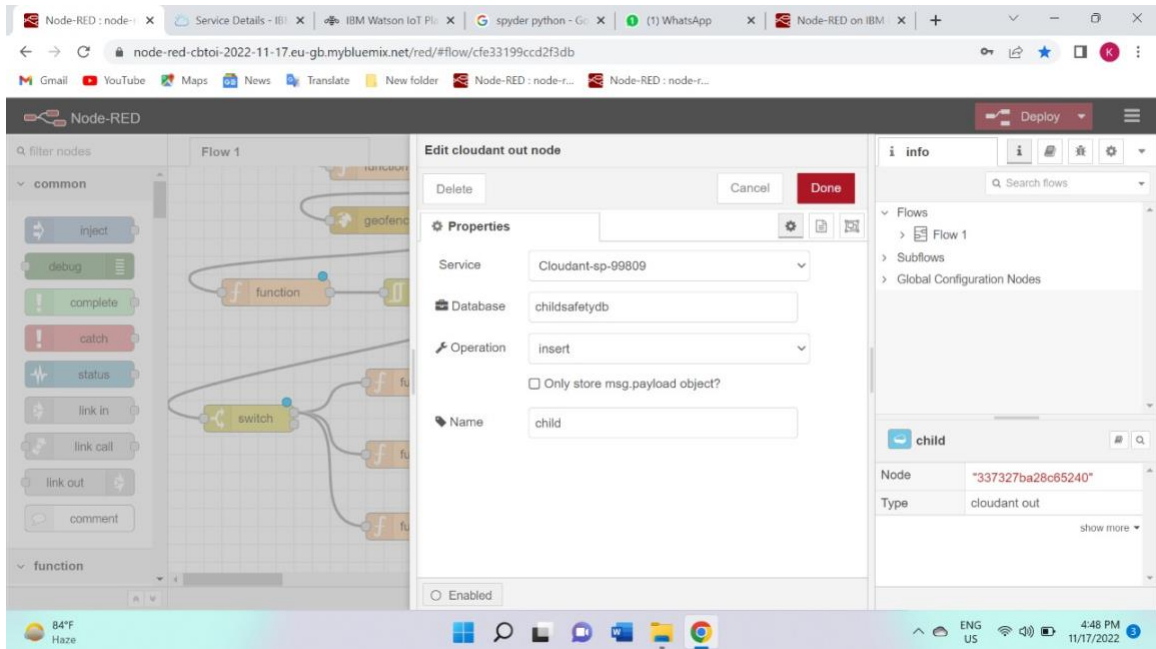 Node-RED : node-r
Service Details - IBM
IBM Watson IoT Pla
spyder python - Go
(1) WhatsApp
Node-RED on IBM
node-red-cbtoi-2022-11-17.eu-gb.mybluemix.net/red/#flow/cfe33199ccd2f3db
K
Gmail YouTube Maps News Translate New folder Node-RED : node-r... Node-RED : node-r...
Node-RED
Deploy
filter nodes
Flow 1
Edit cloudant out node
info
common
Delete
Cancel
Done
Search flows
inject
geofenc
Properties
Flows
Flow 1
debug
Service
Cloudant-sp-99809
Subflows
function
Global Configuration Nodes
complete
Database
childsafetydb
catch
Operation
insert
status
Only store msg.payload object?
link in
switch
Name
child
link call
child
link out
Node
"337327ba28c65240"
Type
cloudant out
comment
show more
function
Enabled
84°F
Haze
ENG
US
4:48 PM
11/17/2022
3